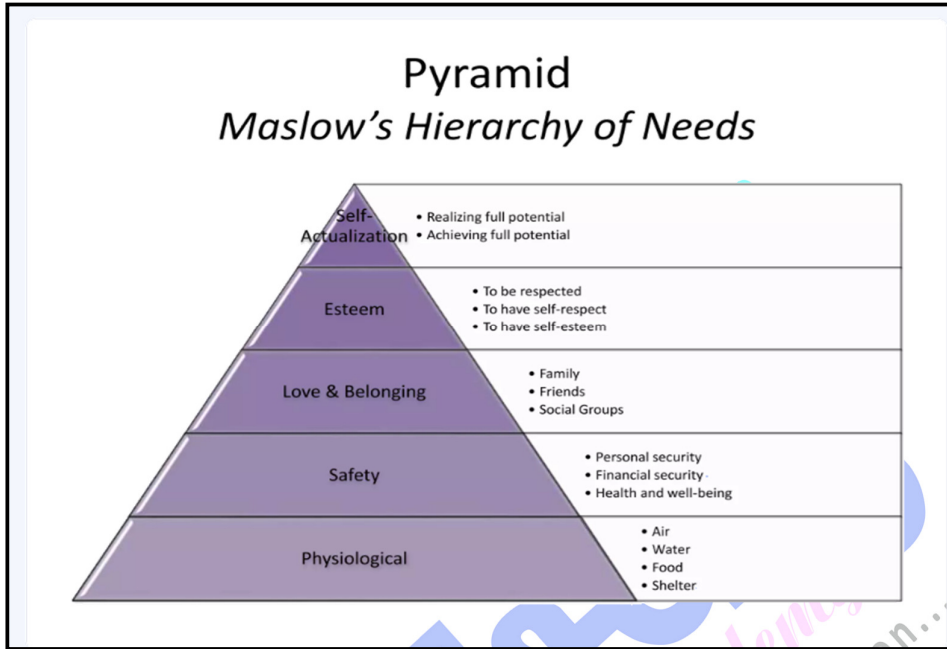 Pyramid
Maslow's Hierarchy of Needs
Self-
Actualization
• Realizing full potential
• Achieving full potential
Esteem
• To be respected
• To have self-respect
• To have self-esteem
Love & Belonging
• Family
• Friends
• Social Groups
Safety
• Personal security
• Financial security
• Health and well-being
Physiological
• Air
• Water
• Food
• Shelter